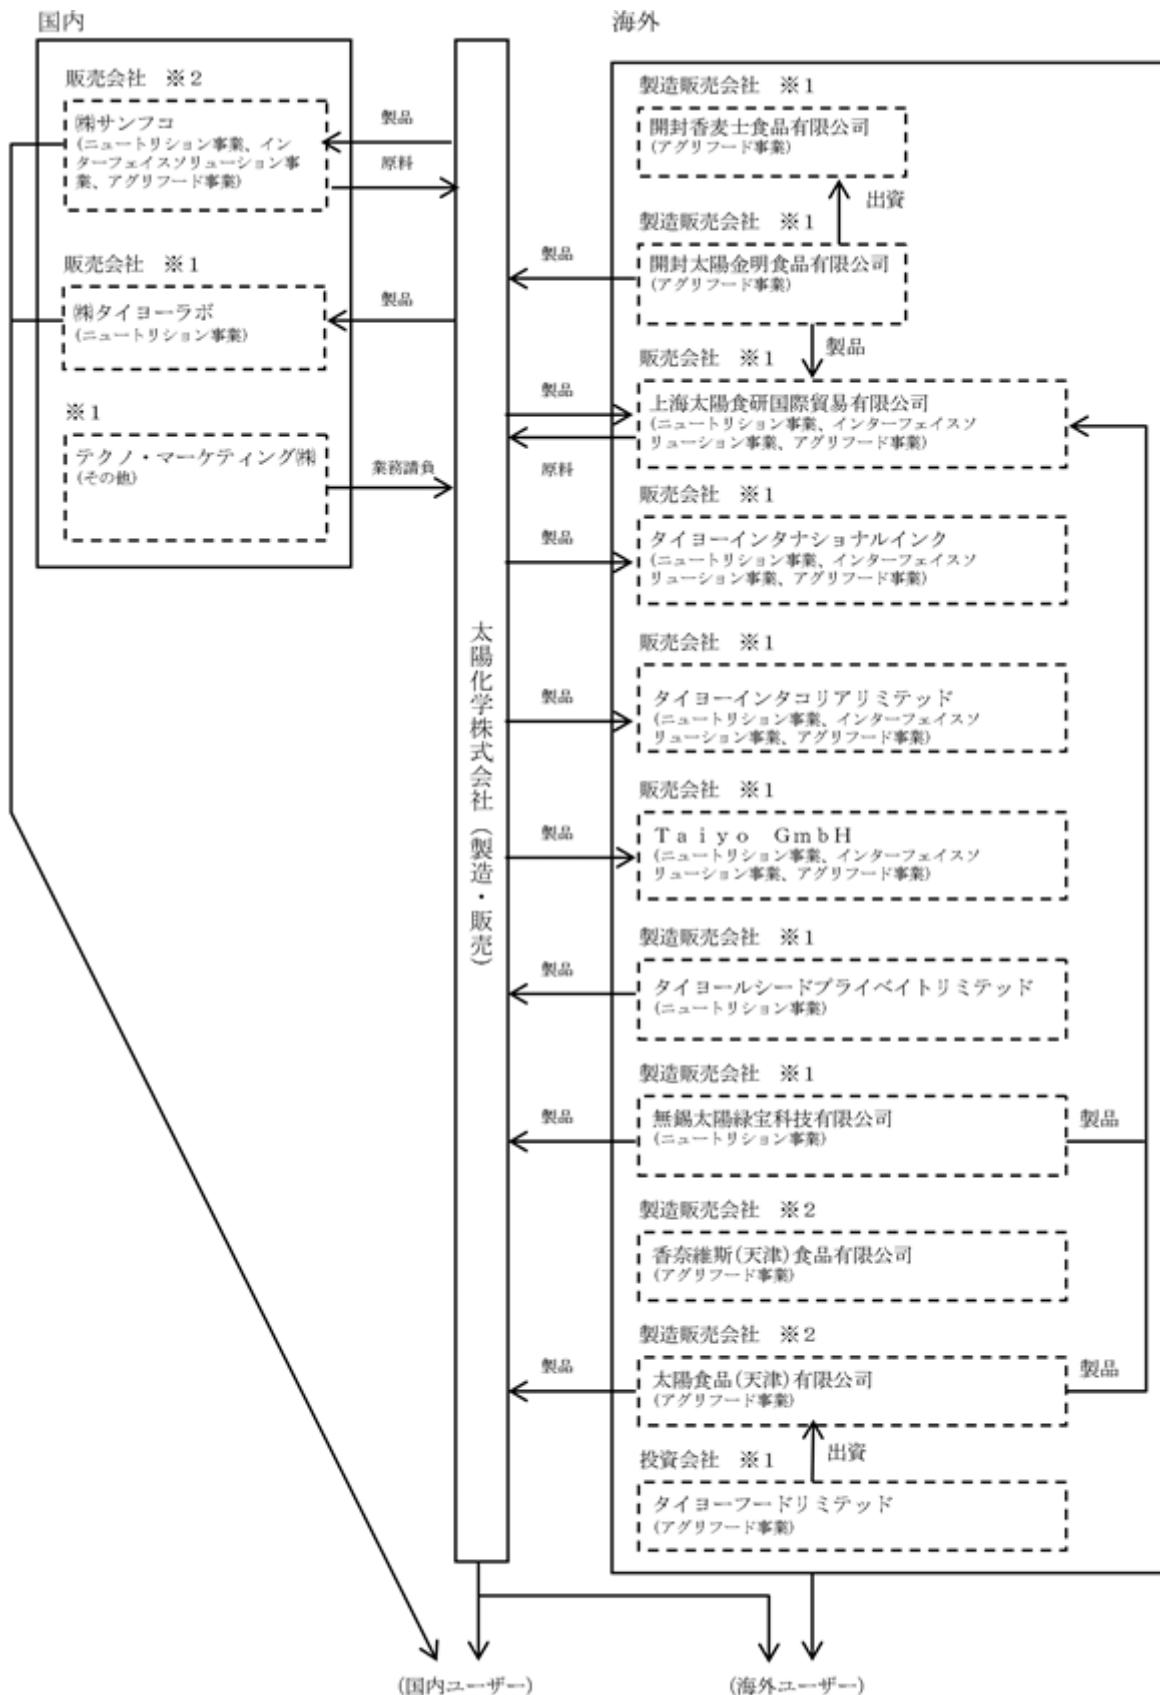 国内
販売会社　※2
㈱サンフコ
(ニュートリション事業、イン
ターフェイスソリューション事
業、アグリフード事業)
製品
原料
販売会社　※1
㈱タイヨーラボ
(ニュートリション事業)
製品
※1
テクノ・マーケティング㈱
(その他)
業務請負
太陽化学株式会社(製造・販売)
海外
製造販売会社　※1
開封香麦士食品有限公司
(アグリフード事業)
出資
製造販売会社　※1
開封太陽金明食品有限公司
(アグリフード事業)
製品
製品
販売会社　※1
上海太陽食研国際貿易有限公司
(ニュートリション事業、インターフェイスソ
リューション事業、アグリフード事業)
製品
原料
販売会社　※1
タイヨーインタナショナルインク
(ニュートリション事業、インターフェイスソ
リューション事業、アグリフード事業)
製品
販売会社　※1
タイヨーインタコリアリミテッド
(ニュートリション事業、インターフェイスソ
リューション事業、アグリフード事業)
製品
販売会社　※1
Ｔａｉｙｏ　ＧｍｂＨ
(ニュートリション事業、インターフェイスソ
リューション事業、アグリフード事業)
製品
製造販売会社　※1
タイヨールシードプライベイトリミテッド
(ニュートリション事業)
製品
製造販売会社　※1
無錫太陽緑宝科技有限公司
(ニュートリション事業)
製品
製品
製造販売会社　※2
香奈維斯(天津)食品有限公司
(アグリフード事業)
製造販売会社　※2
太陽食品(天津)有限公司
(アグリフード事業)
製品
製品
出資
投資会社　※1
タイヨーフードリミテッド
(アグリフード事業)
(国内ユーザー)
(海外ユーザー)